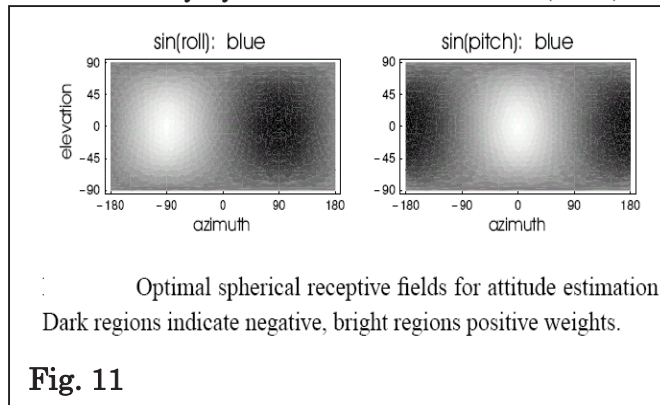 sin(roll): blue
sin(pitch): blue
90
45
0
-45
-90
elevation
-180 -90 0 90 180
azimuth
90
45
0
-45
-90
-180 -90 0 90 180
azimuth
Optimal spherical receptive fields for attitude estimation
Dark regions indicate negative, bright regions positive weights.
Fig. 11